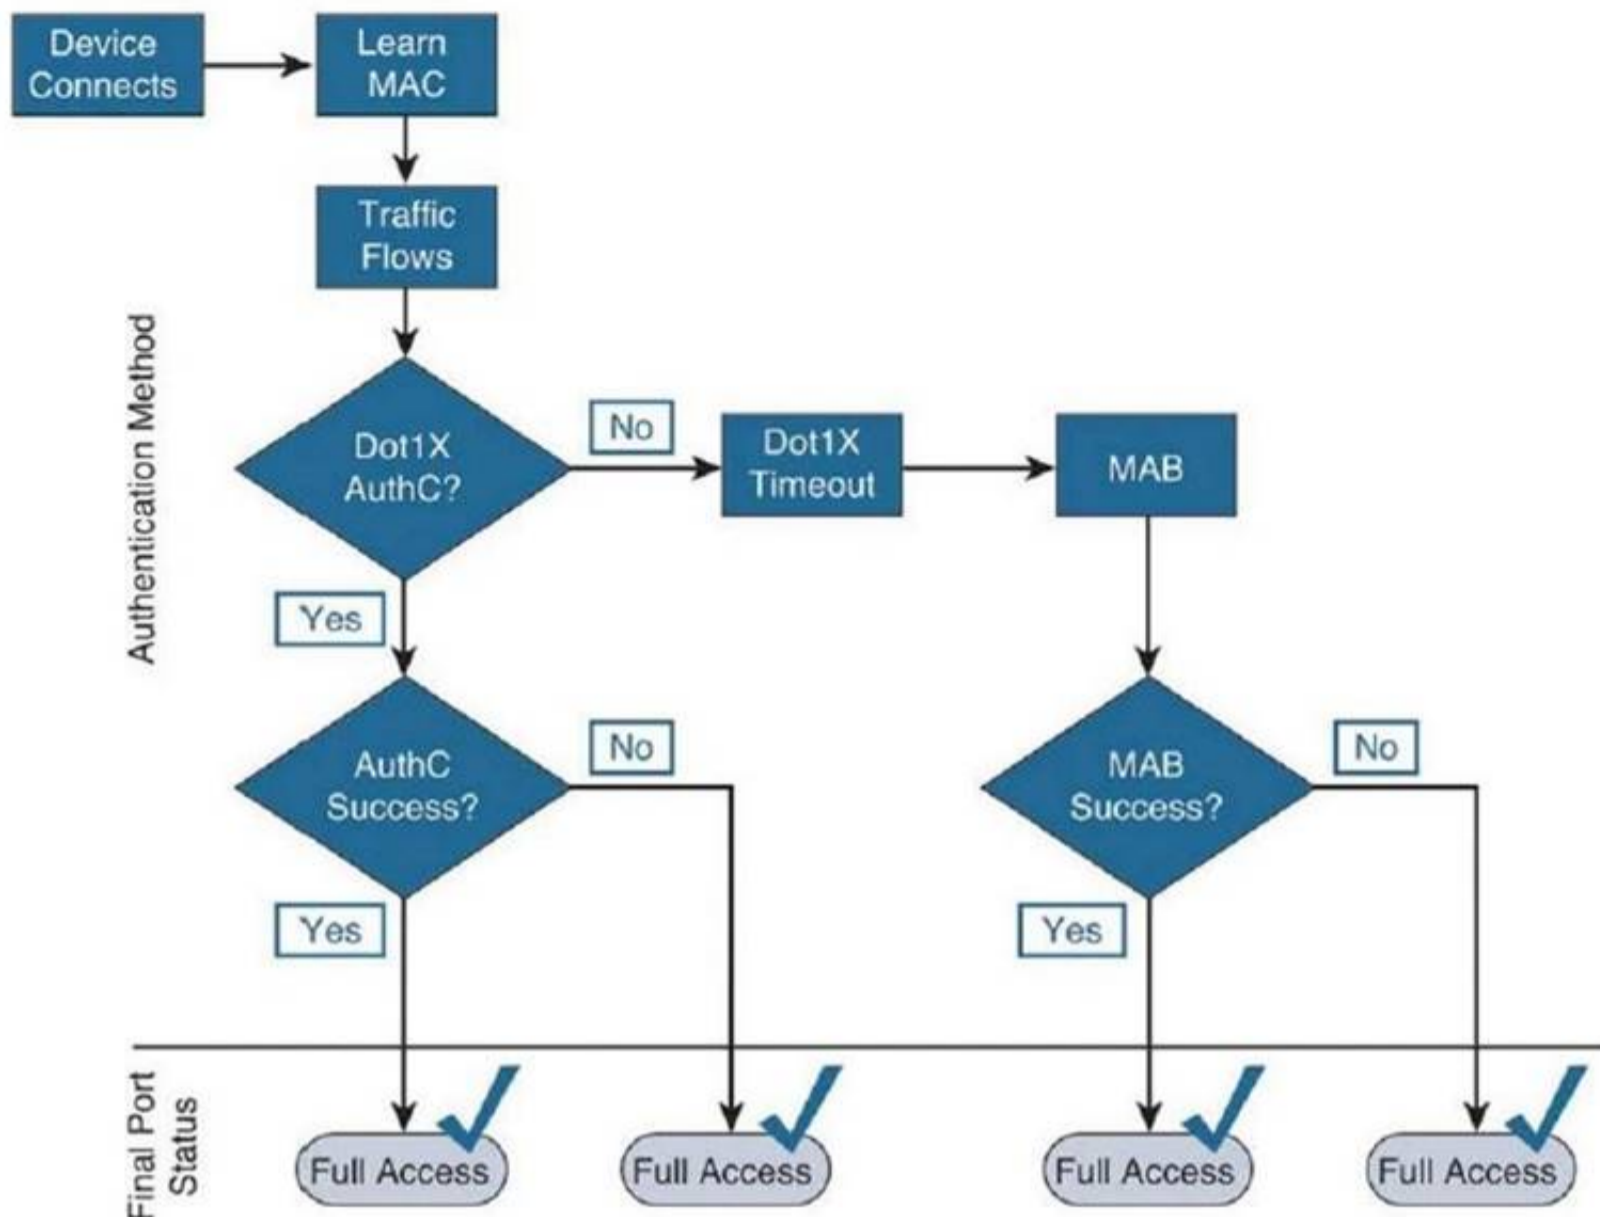 Device
Connects
Learn
MAC
Traffic
Flows
Authentication Method
Dot1X
AuthC?
No
Dot1X
Timeout
MAB
Yes
AuthC
Success?
No
MAB
Success?
No
Yes
Yes
Final Port
Status
Full Access
Full Access
Full Access
Full Access